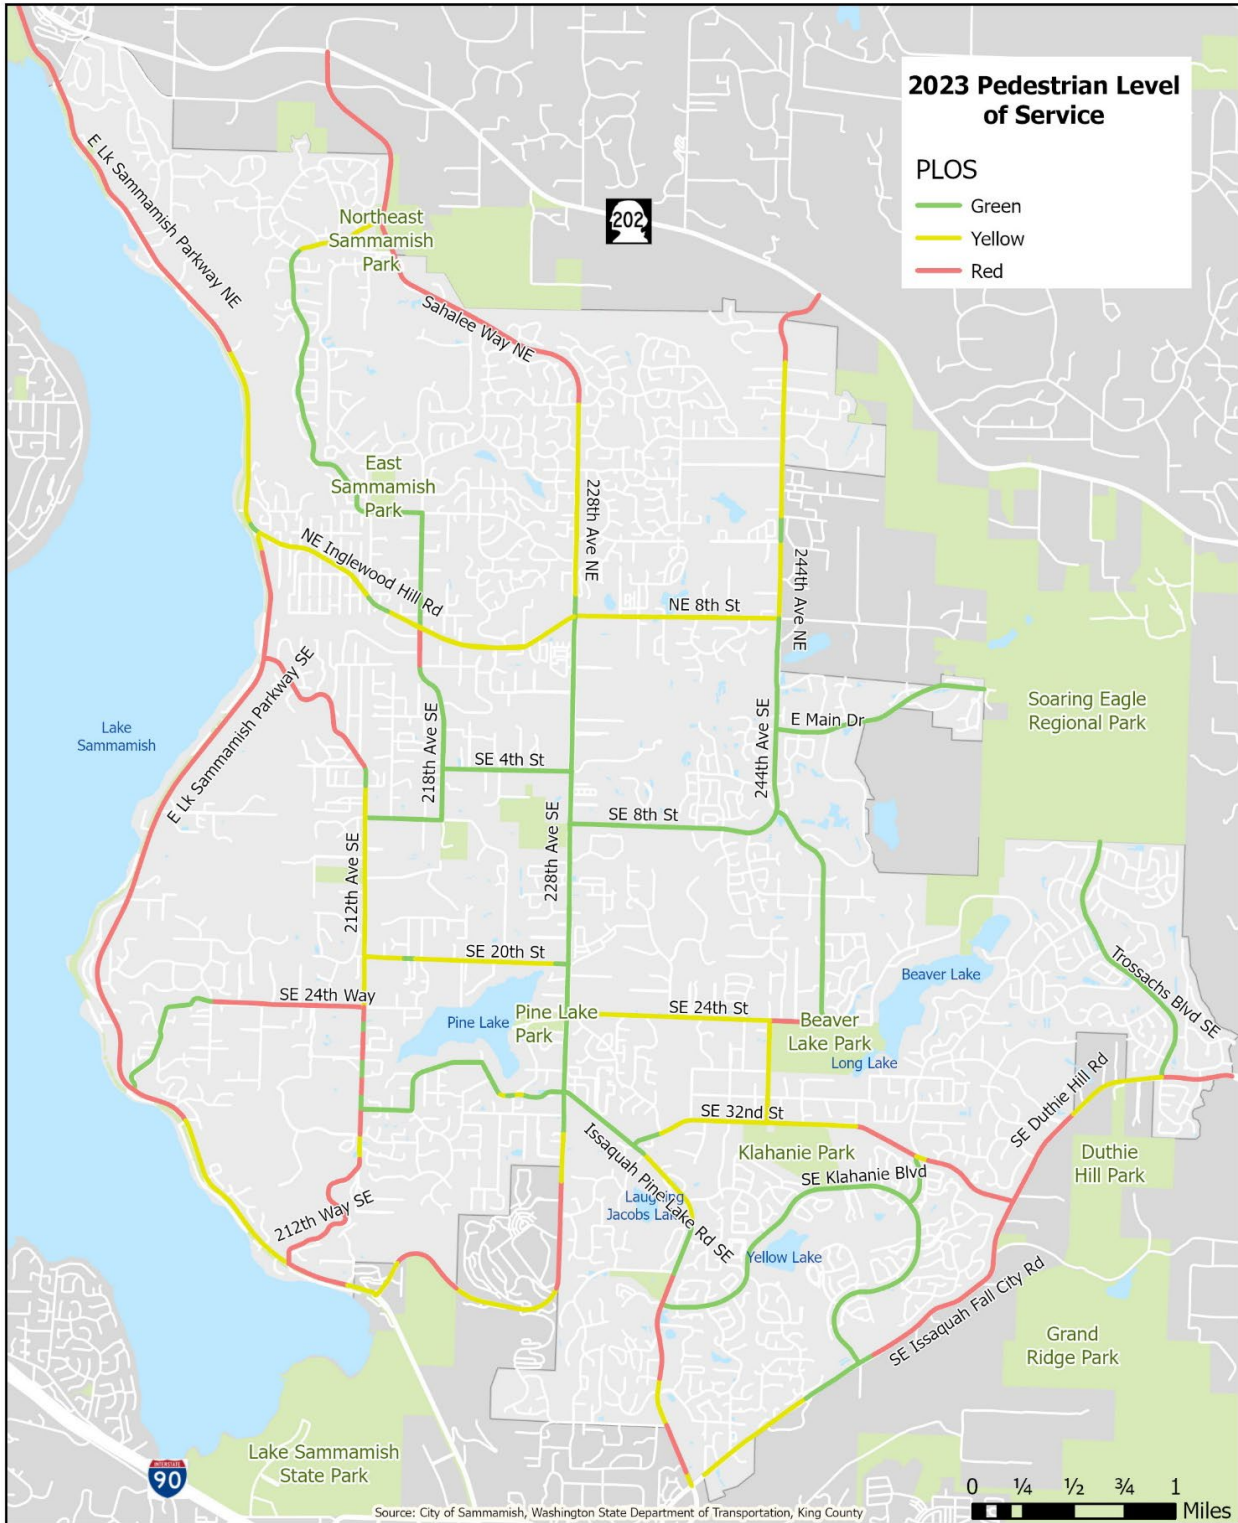 2023 Pedestrian Level
of Service
PLOS
Green
Yellow
Red
E Lk Sammamish Parkway NE
202
Northeast
Sammamish
Park
Sahalee Way NE
East
Sammamish
Park
228th Ave NE
NE Inglewood Hill Rd
244th Ave NE
NE 8th St
E Lk Sammamish Parkway SE
Soaring Eagle
Regional Park
Lake
Sammamish
218th Ave SE
244th Ave SE
E Main Dr
SE 4th St
SE 8th St
212th Ave SE
228th Ave SE
SE 20th St
Beaver Lake
Trossachs Blvd SE
SE 24th Way
Pine Lake
Pine Lake
Park
SE 24th St
Beaver
Lake Park
Long Lake
SE Duthie Hill Rd
SE 32nd St
Issaquah Pine Lake Rd SE
Klahanie Park
Duthie
Hill Park
SE Klahanie Blvd
212th Way SE
Laughing
Jacobs Lake
Yellow Lake
SE Issaquah Fall City Rd
Grand
Ridge Park
Lake Sammamish
State Park
INTERSTATE
90
0 ¼ ½ ¾ 1
Miles
Source: City of Sammamish, Washington State Department of Transportation, King County